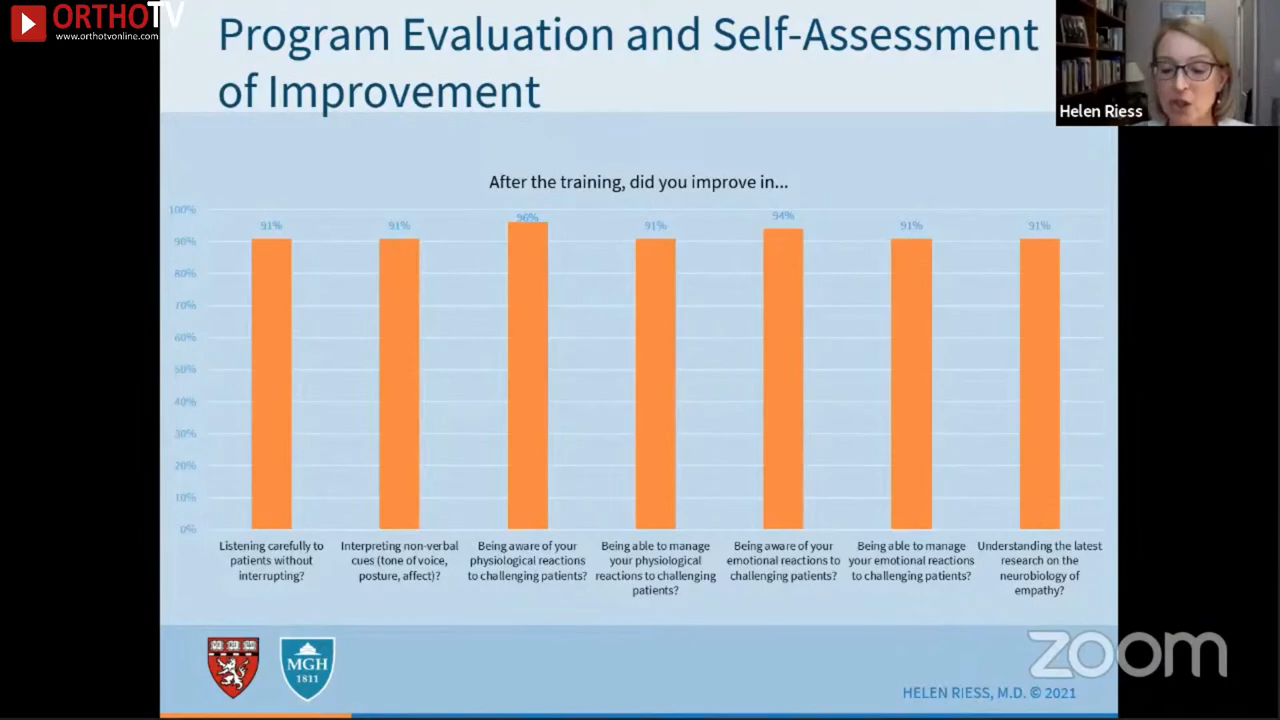 ORTHOTV
www.orthotvonline.com
Program Evaluation and Self-Assessment
of Improvement
Helen Riess
After the training, did you improve in...
100%
90%
80%
70%
60%
50%
40%
30%
20%
10%
0%
91%
91%
96%
91%
94%
91%
91%
Listening carefully to
patients without
interrupting?
Interpreting non-verbal
cues (tone of voice,
posture, affect)?
Being aware of your
physiological reactions
to challenging patients?
Being able to manage
your physiological
reactions to challenging
patients?
Being aware of your
emotional reactions to
challenging patients?
Being able to manage
your emotional reactions
to challenging patients?
Understanding the latest
research on the
neurobiology of
empathy?
MGH
1811
zoom
HELEN RIESS, M.D. © 2021